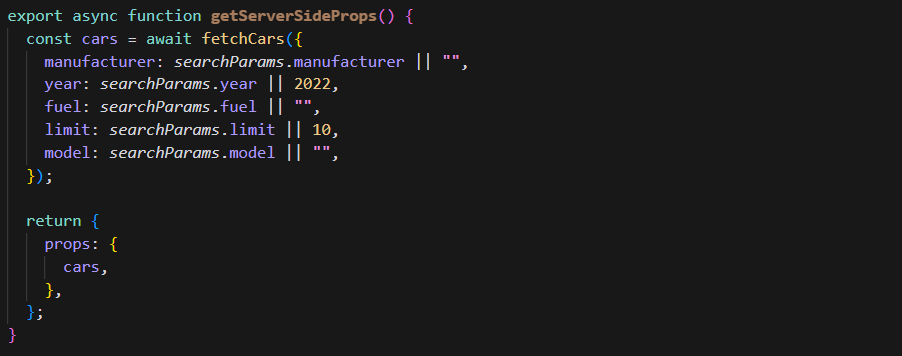 export async function getServerSideProps() {
  const cars = await fetchCars({
    manufacturer: searchParams.manufacturer || "",
    year: searchParams.year || 2022,
    fuel: searchParams.fuel || "",
    limit: searchParams.limit || 10,
    model: searchParams.model || "",
  });

  return {
    props: {
      cars,
    },
  };
}